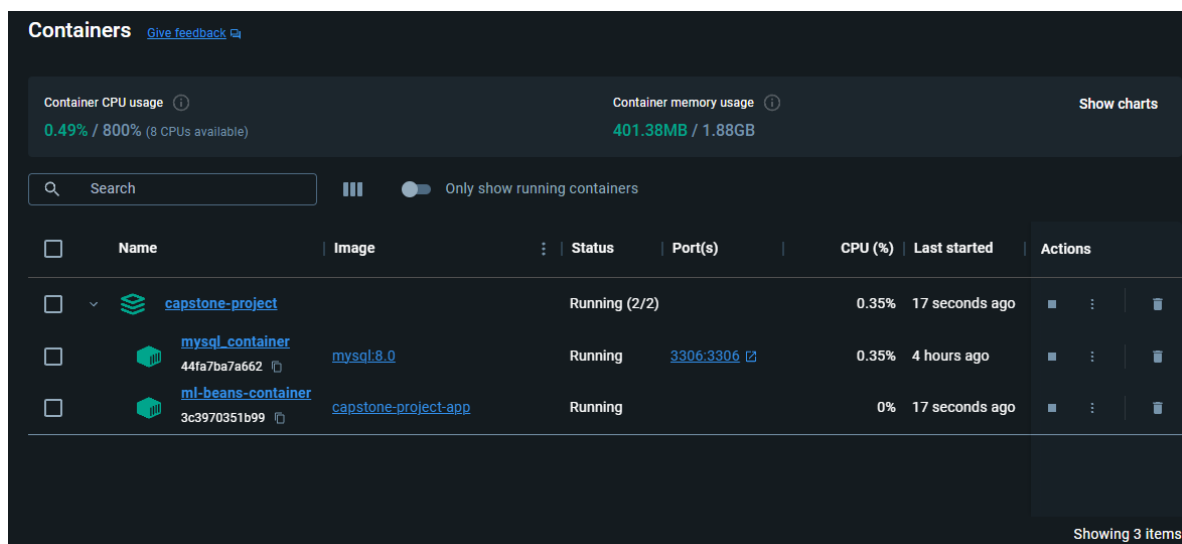 Containers Give feedback
Container CPU usage Container memory usage Show charts
0.49% / 800% (8 CPUs available) 401.38MB / 1.88GB
Search Only show running containers
Name Image Status Port(s) CPU (%) Last started Actions
capstone-project Running (2/2) 0.35% 17 seconds ago
mysql_container
44fa7ba7a662 mysql:8.0 Running 3306:3306 0.35% 4 hours ago
ml-beans-container
3c3970351b99 capstone-project-app Running 0% 17 seconds ago
Showing 3 items